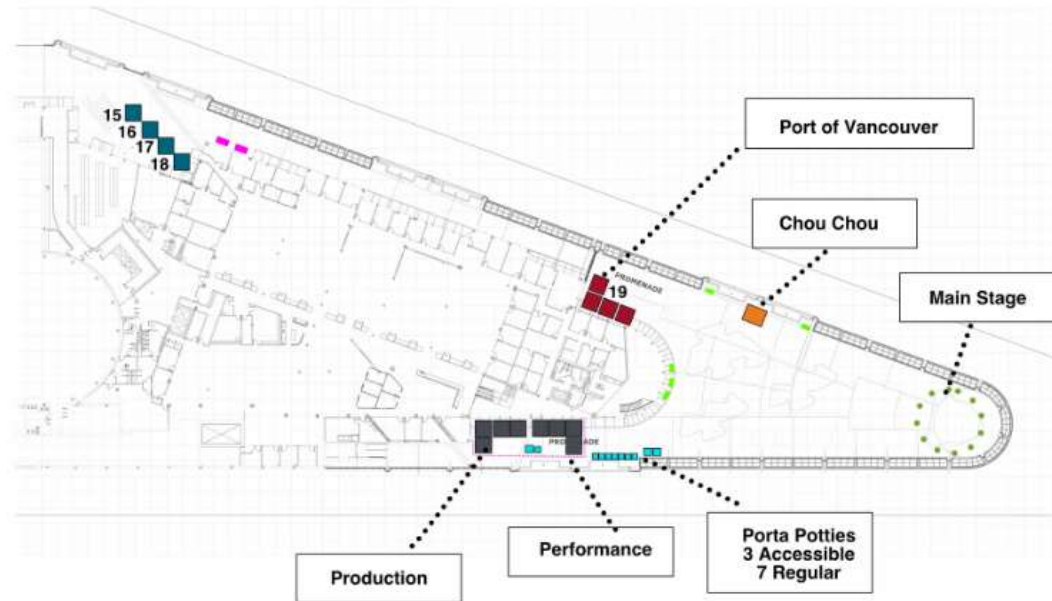 15
16
17
18
Port of Vancouver
Chou Chou
Main Stage
PROMENADE
19
PROMENADE
Production
Performance
Porta Potties
3 Accessible
7 Regular